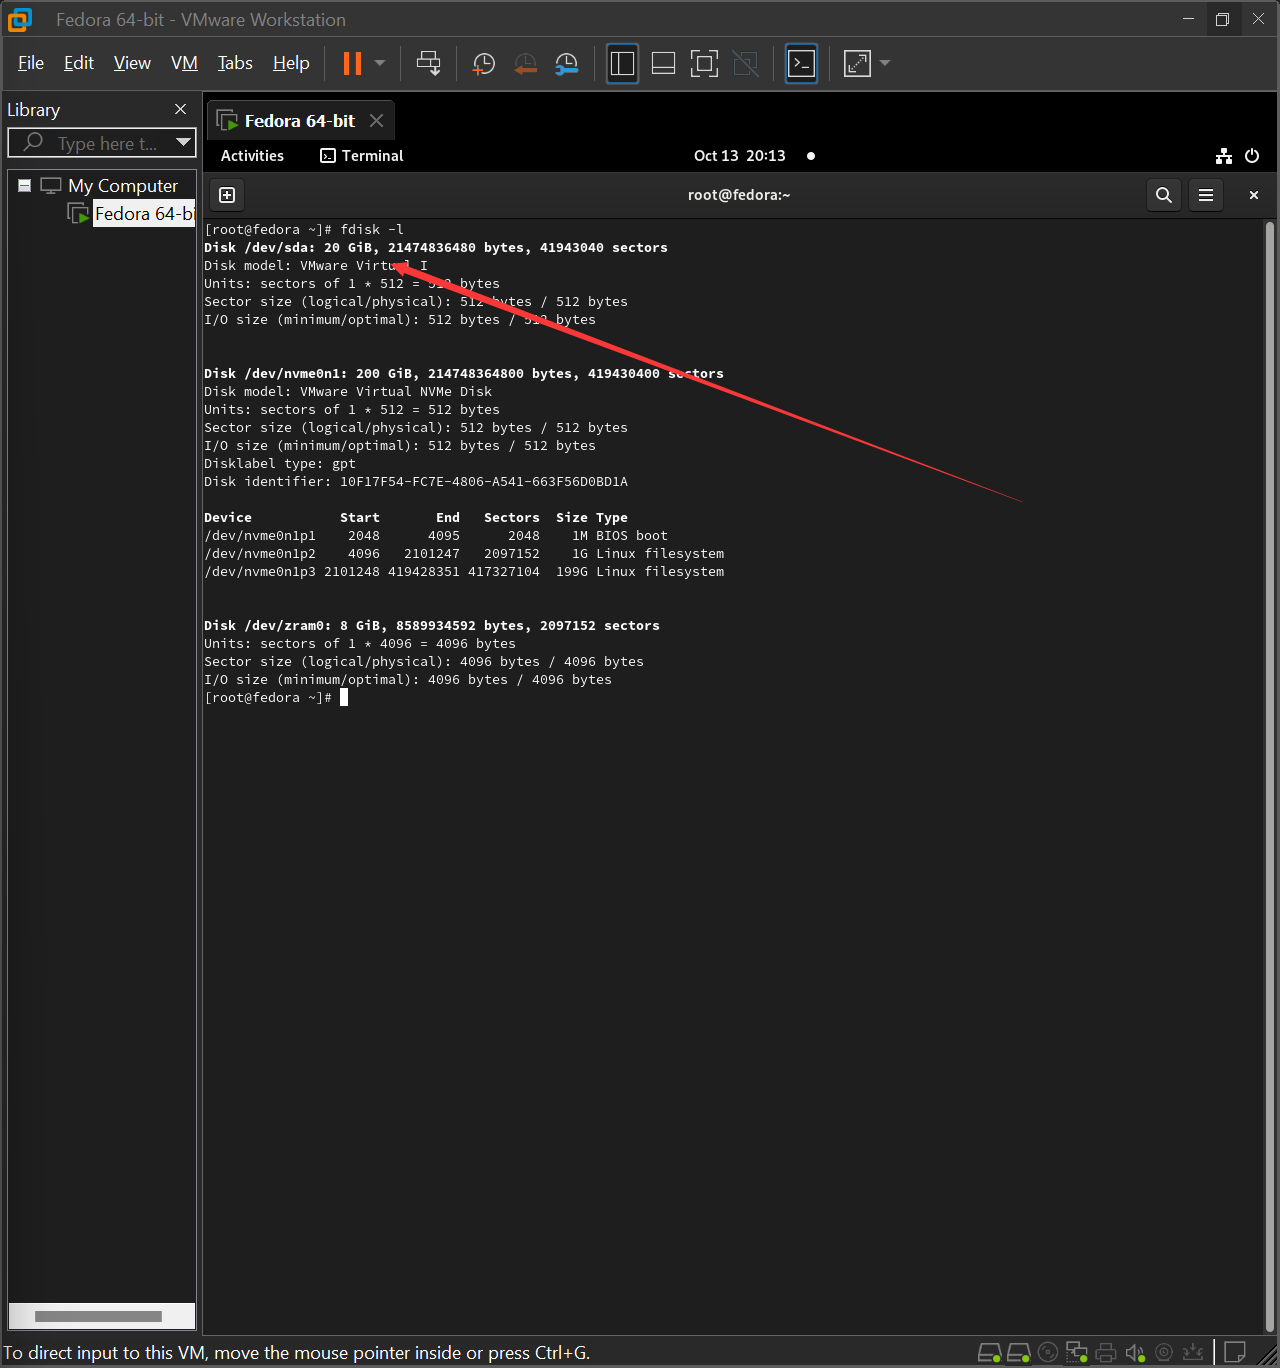 Fedora 64-bit - VMware Workstation
File Edit View VM Tabs Help
Library
Type here t...
My Computer
Fedora 64-bi
Fedora 64-bit
Activities Terminal Oct 13 20:13
root@fedora:~
[root@fedora ~]# fdisk -l
Disk /dev/sda: 20 GiB, 21474836480 bytes, 41943040 sectors
Disk model: VMware Virtual I
Units: sectors of 1 * 512 = 512 bytes
Sector size (logical/physical): 512 bytes / 512 bytes
I/O size (minimum/optimal): 512 bytes / 512 bytes
Disk /dev/nvme0n1: 200 GiB, 214748364800 bytes, 419430400 sectors
Disk model: VMware Virtual NVMe Disk
Units: sectors of 1 * 512 = 512 bytes
Sector size (logical/physical): 512 bytes / 512 bytes
I/O size (minimum/optimal): 512 bytes / 512 bytes
Disklabel type: gpt
Disk identifier: 10F17F54-FC7E-4806-A541-663F56D0BD1A
Device Start End Sectors Size Type
/dev/nvme0n1p1 2048 4095 2048 1M BIOS boot
/dev/nvme0n1p2 4096 2101247 2097152 1G Linux filesystem
/dev/nvme0n1p3 2101248 419428351 417327104 199G Linux filesystem
Disk /dev/zram0: 8 GiB, 8589934592 bytes, 2097152 sectors
Units: sectors of 1 * 4096 = 4096 bytes
Sector size (logical/physical): 4096 bytes / 4096 bytes
I/O size (minimum/optimal): 4096 bytes / 4096 bytes
[root@fedora ~]#
To direct input to this VM, move the mouse pointer inside or press Ctrl+G.